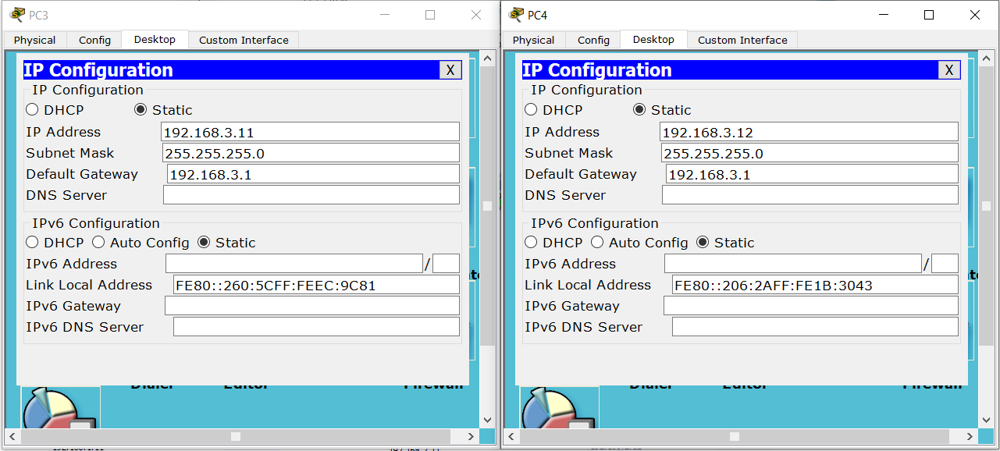 PC3
Physical Config Desktop Custom Interface
IP Configuration X
IP Configuration
DHCP Static
IP Address 192.168.3.11
Subnet Mask 255.255.255.0
Default Gateway 192.168.3.1
DNS Server
IPv6 Configuration
DHCP Auto Config Static
IPv6 Address /
Link Local Address FE80::260:5CFF:FEEC:9C81
IPv6 Gateway
IPv6 DNS Server
Dialer Editor Firewall
PC4
Physical Config Desktop Custom Interface
IP Configuration X
IP Configuration
DHCP Static
IP Address 192.168.3.12
Subnet Mask 255.255.255.0
Default Gateway 192.168.3.1
DNS Server
IPv6 Configuration
DHCP Auto Config Static
IPv6 Address /
Link Local Address FE80::206:2AFF:FE1B:3043
IPv6 Gateway
IPv6 DNS Server
Dialer Editor Firewall